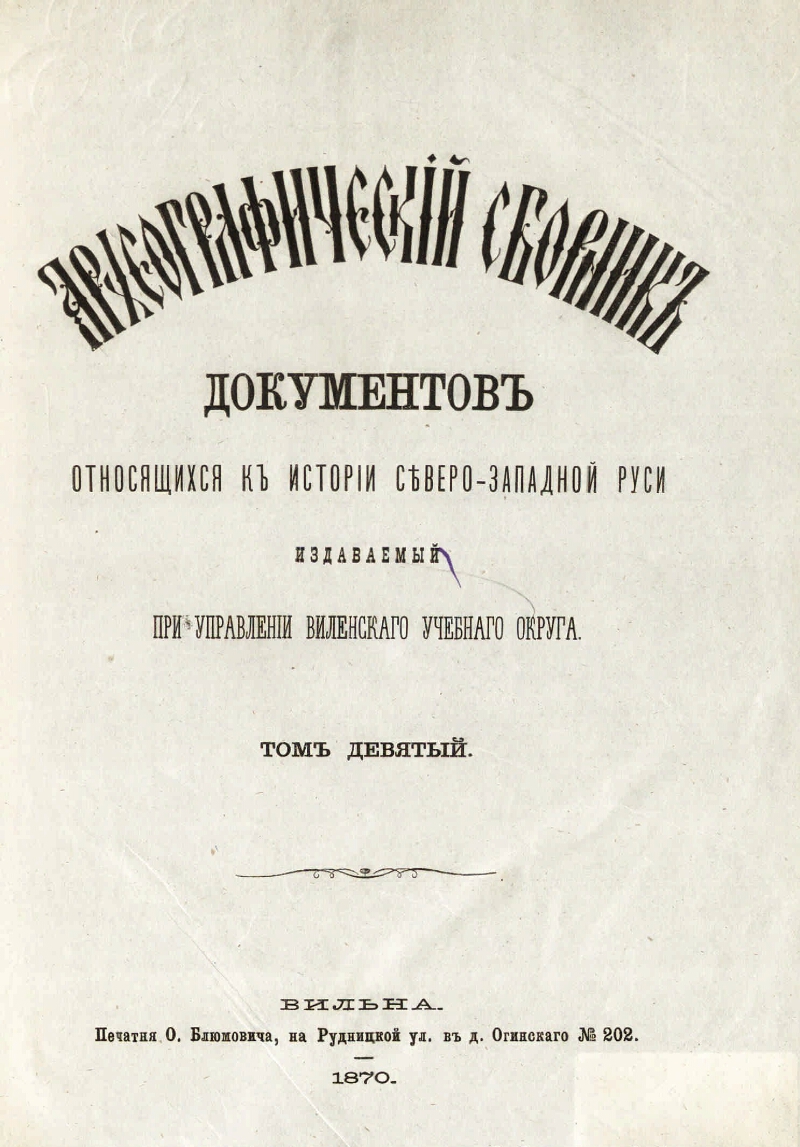 АРХЕОГРАФИЧЕСКІЙ СБОРНИКЪ
ДОКУМЕНТОВЪ
ОТНОСЯЩИХСЯ КЪ ИСТОРІИ СѢВЕРО-ЗАПАДНОЙ РУСИ
ИЗДАВАЕМЫЙ
ПРИ УПРАВЛЕНІИ ВИЛЕНСКАГО УЧЕБНАГО ОКРУГА.
ТОМЪ ДЕВЯТЫЙ.
ВИЛЬНА.
Печатня О. Блюмовича, на Рудницкой ул. въ д. Огинскаго № 202.
1870.